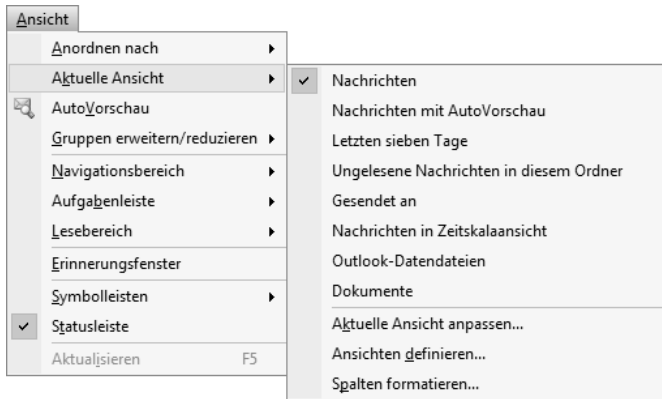 Ansicht
Anordnen nach
Aktuelle Ansicht
AutoVorschau
Gruppen erweitern/reduzieren
Navigationsbereich
Aufgabenleiste
Lesebereich
Erinnerungsfenster
Symbolleisten
Statusleiste
Aktualisieren F5
Nachrichten
Nachrichten mit AutoVorschau
Letzten sieben Tage
Ungelesene Nachrichten in diesem Ordner
Gesendet an
Nachrichten in Zeitskalaansicht
Outlook-Datendateien
Dokumente
Aktuelle Ansicht anpassen...
Ansichten definieren...
Spalten formatieren...